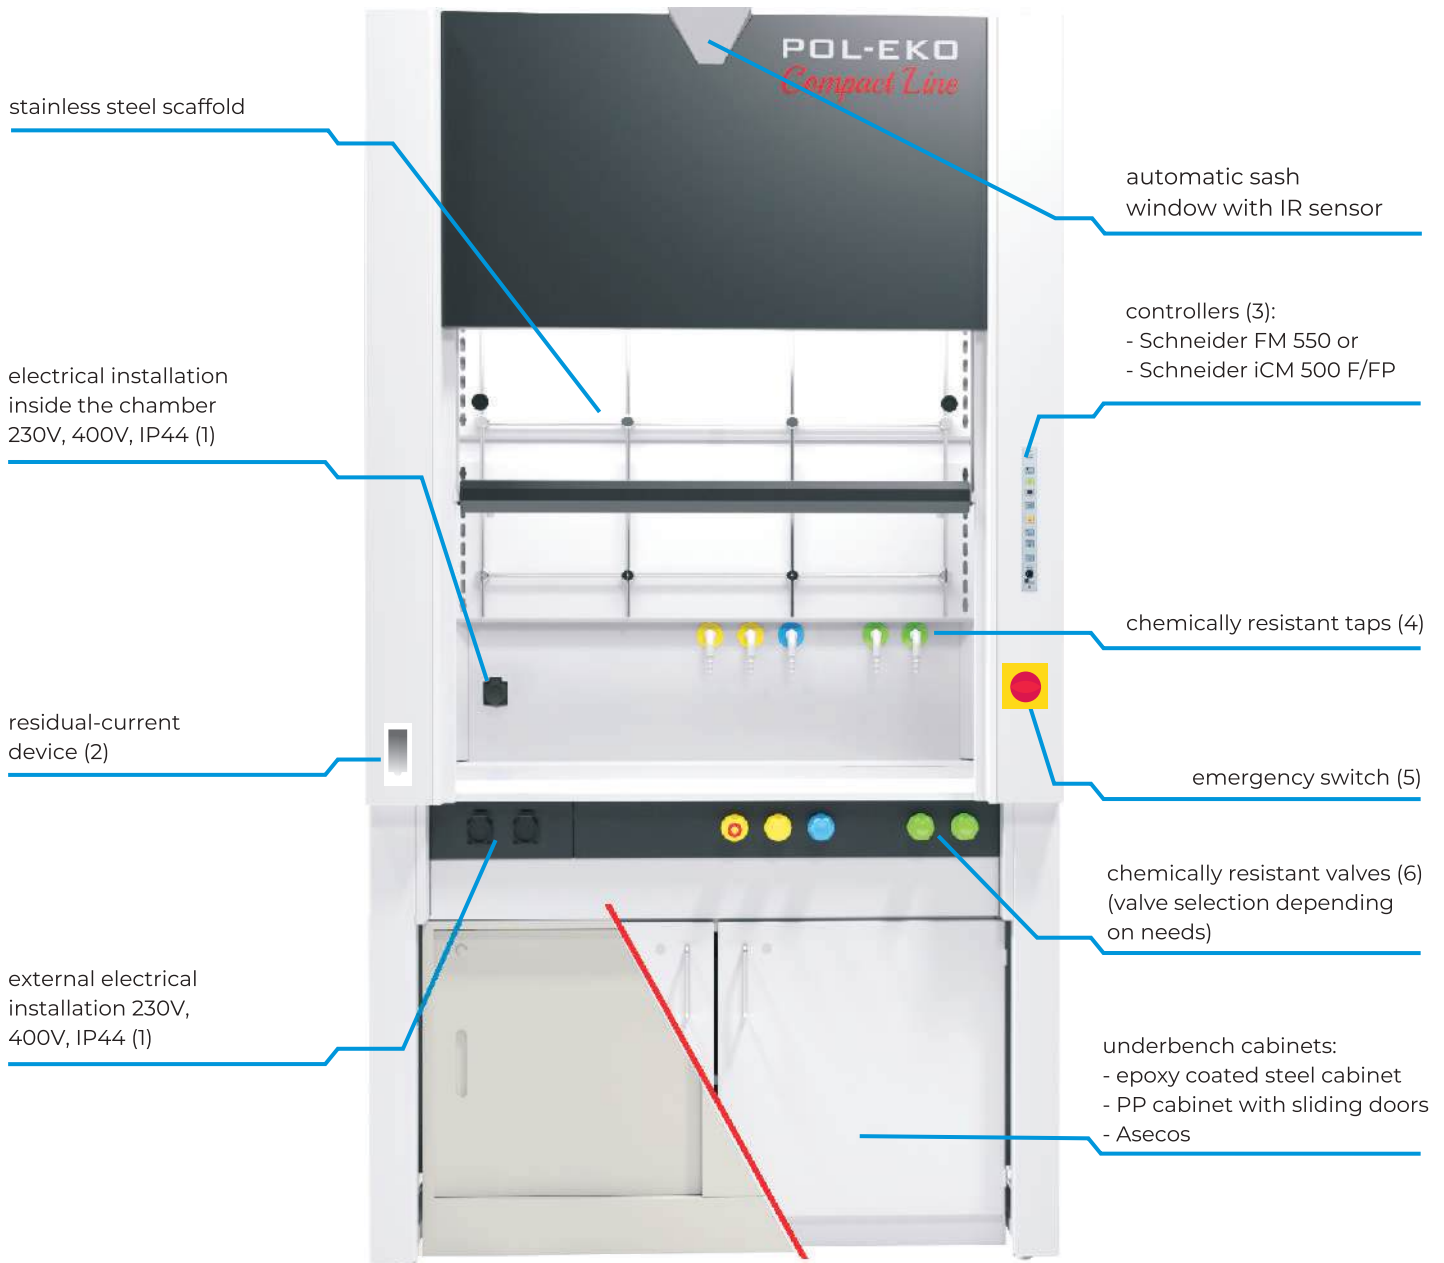 POL-EKO
Compact Line
stainless steel scaffold
automatic sash
window with IR sensor
controllers (3):
- Schneider FM 550 or
- Schneider iCM 500 F/FP
electrical installation
inside the chamber
230V, 400V, IP44 (1)
chemically resistant taps (4)
residual-current
device (2)
emergency switch (5)
chemically resistant valves (6)
(valve selection depending
on needs)
external electrical
installation 230V,
400V, IP44 (1)
underbench cabinets:
- epoxy coated steel cabinet
- PP cabinet with sliding doors
- Asecos